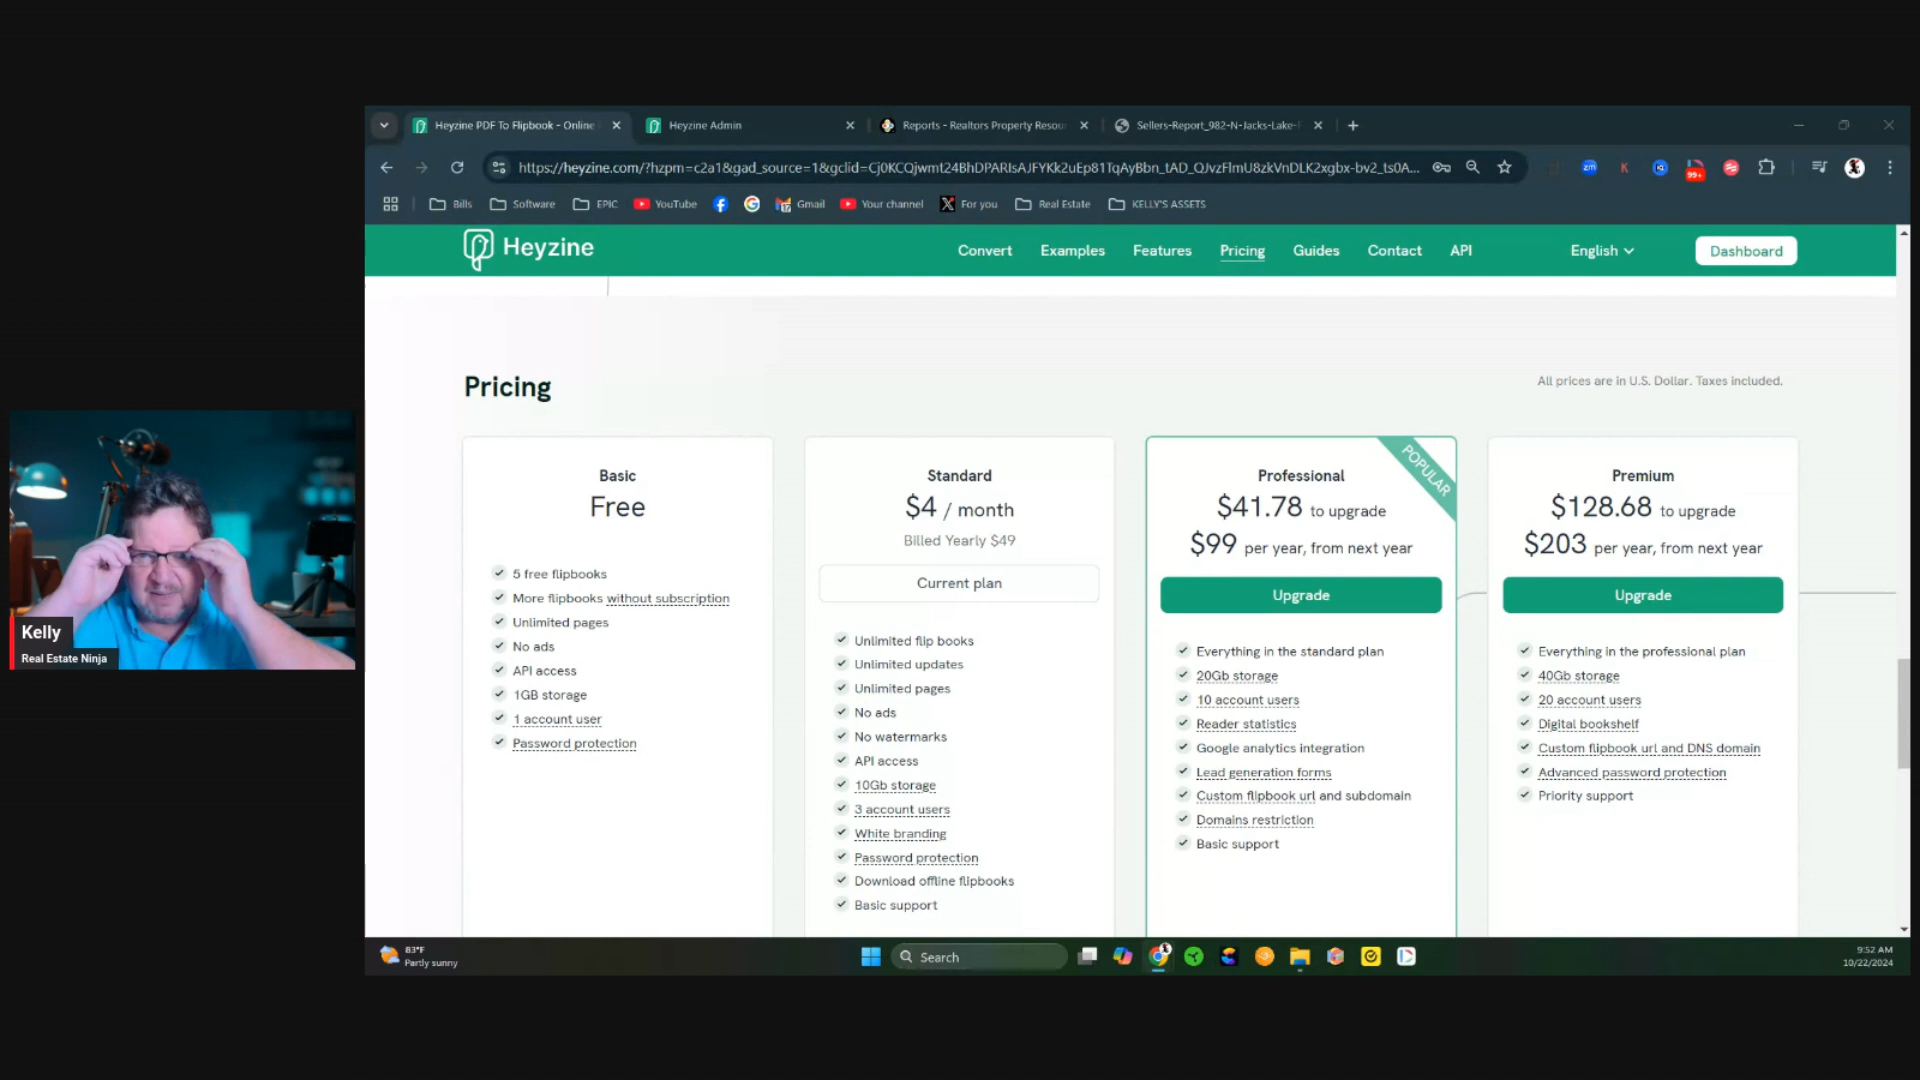 Heyzine PDF To Flipbook - Online
Heyzine Admin
Reports - Realtors Property Resou
Sellers-Report_982-N-Jacks-Lake-
https://heyzine.com/?hzpm=c2a1&gad_source=1&gclid=Cj0KCQjwmt24BhDPARIsAJFYKk2uEp81TqAyBbn_tAD_QJvzFlmU8zkVnDLK2xgbx-bv2_ts0A...
zm
K
99+
Bills
Software
EPIC
YouTube
Gmail
Your channel
For you
Real Estate
KELLY'S ASSETS
Heyzine
Convert
Examples
Features
Pricing
Guides
Contact
API
English
Dashboard
Pricing
All prices are in U.S. Dollar. Taxes included.
Basic
Free
5 free flipbooks
More flipbooks without subscription
Unlimited pages
No ads
API access
1GB storage
1 account user
Password protection
Standard
$4 / month
Billed Yearly $49
Current plan
Unlimited flip books
Unlimited updates
Unlimited pages
No ads
No watermarks
API access
10Gb storage
3 account users
White branding
Password protection
Download offline flipbooks
Basic support
POPULAR
Professional
$41.78 to upgrade
$99 per year, from next year
Upgrade
Everything in the standard plan
20Gb storage
10 account users
Reader statistics
Google analytics integration
Lead generation forms
Custom flipbook url and subdomain
Domains restriction
Basic support
Premium
$128.68 to upgrade
$203 per year, from next year
Upgrade
Everything in the professional plan
40Gb storage
20 account users
Digital bookshelf
Custom flipbook url and DNS domain
Advanced password protection
Priority support
Kelly
Real Estate Ninja
83°F
Partly sunny
Search
9:52 AM
10/22/2024